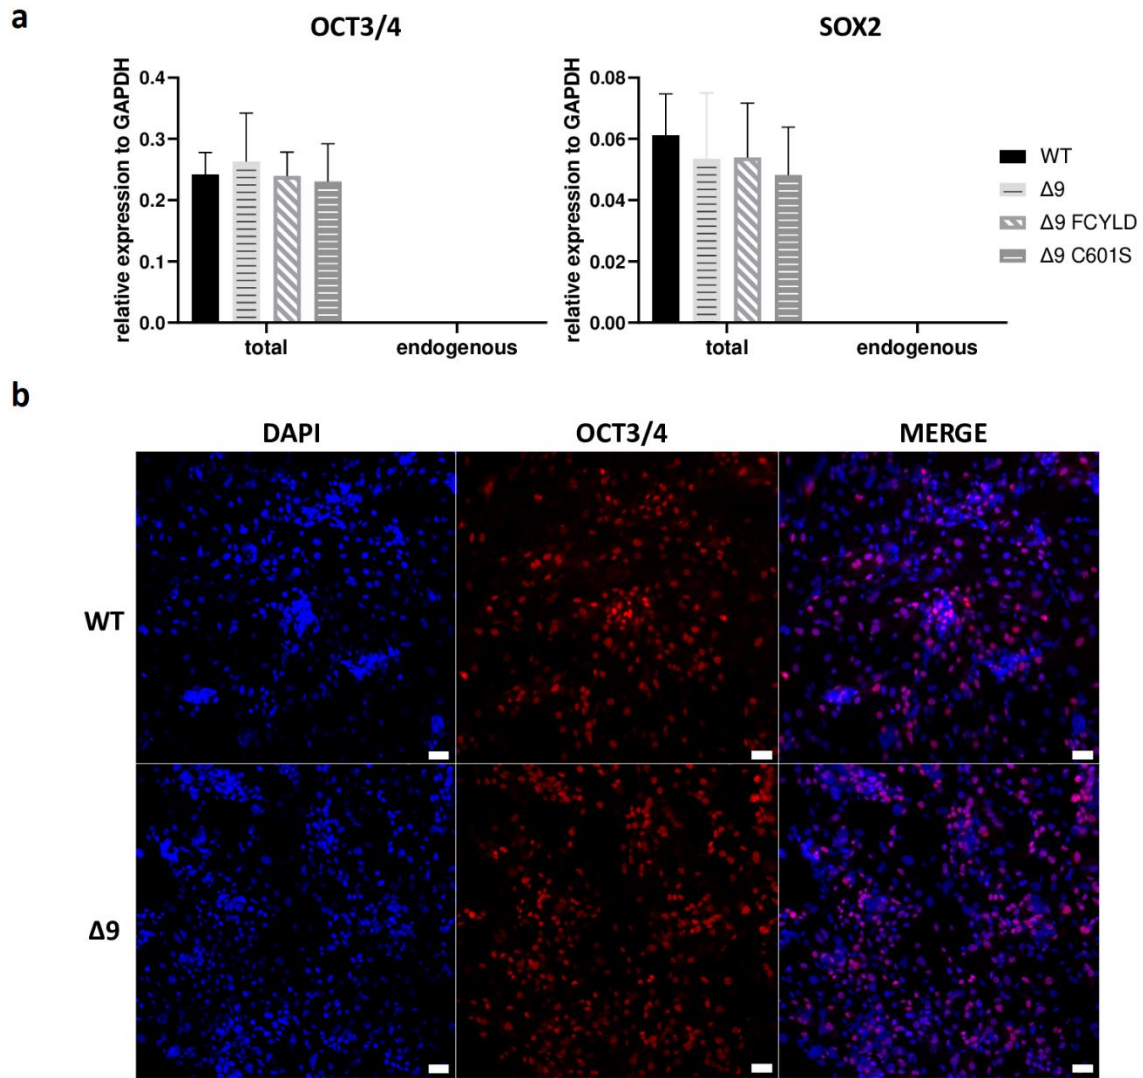 a
OCT3/4
SOX2
relative expression to GAPDH
0.4
0.3
0.2
0.1
0.0
total
endogenous
relative expression to GAPDH
0.08
0.06
0.04
0.02
0.00
total
endogenous
WT
Δ9
Δ9 FCYLD
Δ9 C601S
b
DAPI
OCT3/4
MERGE
WT
Δ9